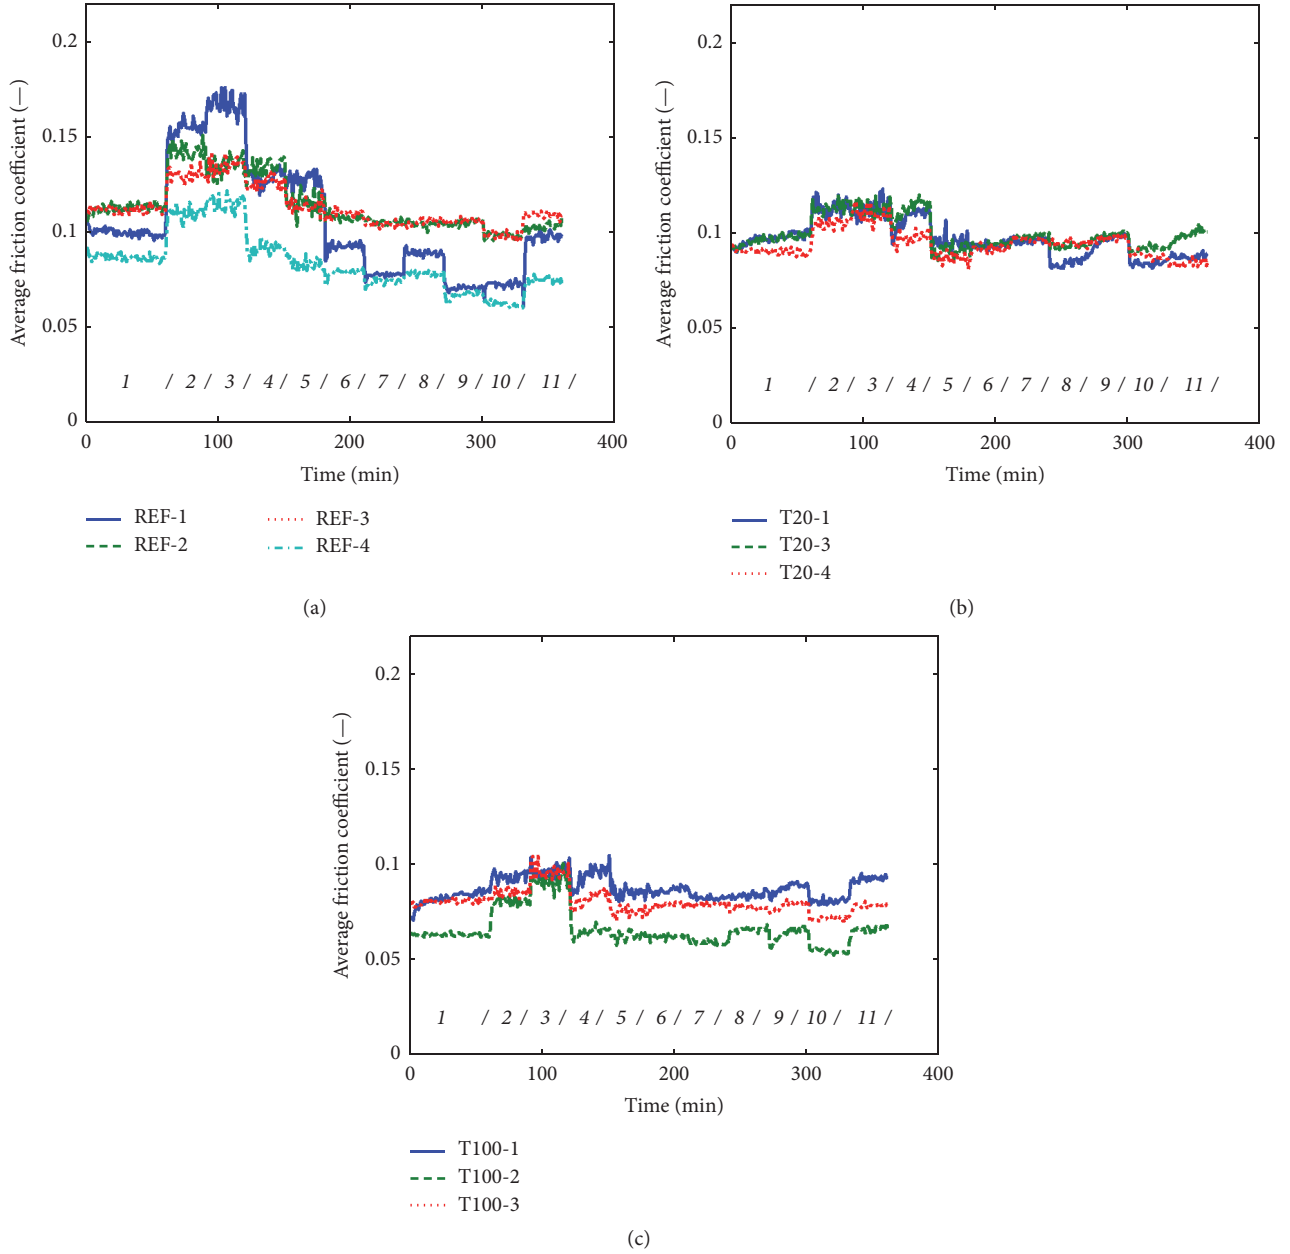 0.2
0.15
0.1
0.05
0
Average friction coefficient (—)
1 / 2 / 3 / 4 / 5 / 6 / 7 / 8 / 9 / 10 / 11 /
0 100 200 300 400
Time (min)
REF-1 REF-3
REF-2 REF-4
(a)
0.2
0.15
0.1
0.05
0
Average friction coefficient (—)
1 / 2 / 3 / 4 / 5 / 6 / 7 / 8 / 9 / 10 / 11 /
0 100 200 300 400
Time (min)
T20-1
T20-3
T20-4
(b)
0.2
0.15
0.1
0.05
0
Average friction coefficient (—)
1 / 2 / 3 / 4 / 5 / 6 / 7 / 8 / 9 / 10 / 11 /
0 100 200 300 400
Time (min)
T100-1
T100-2
T100-3
(c)